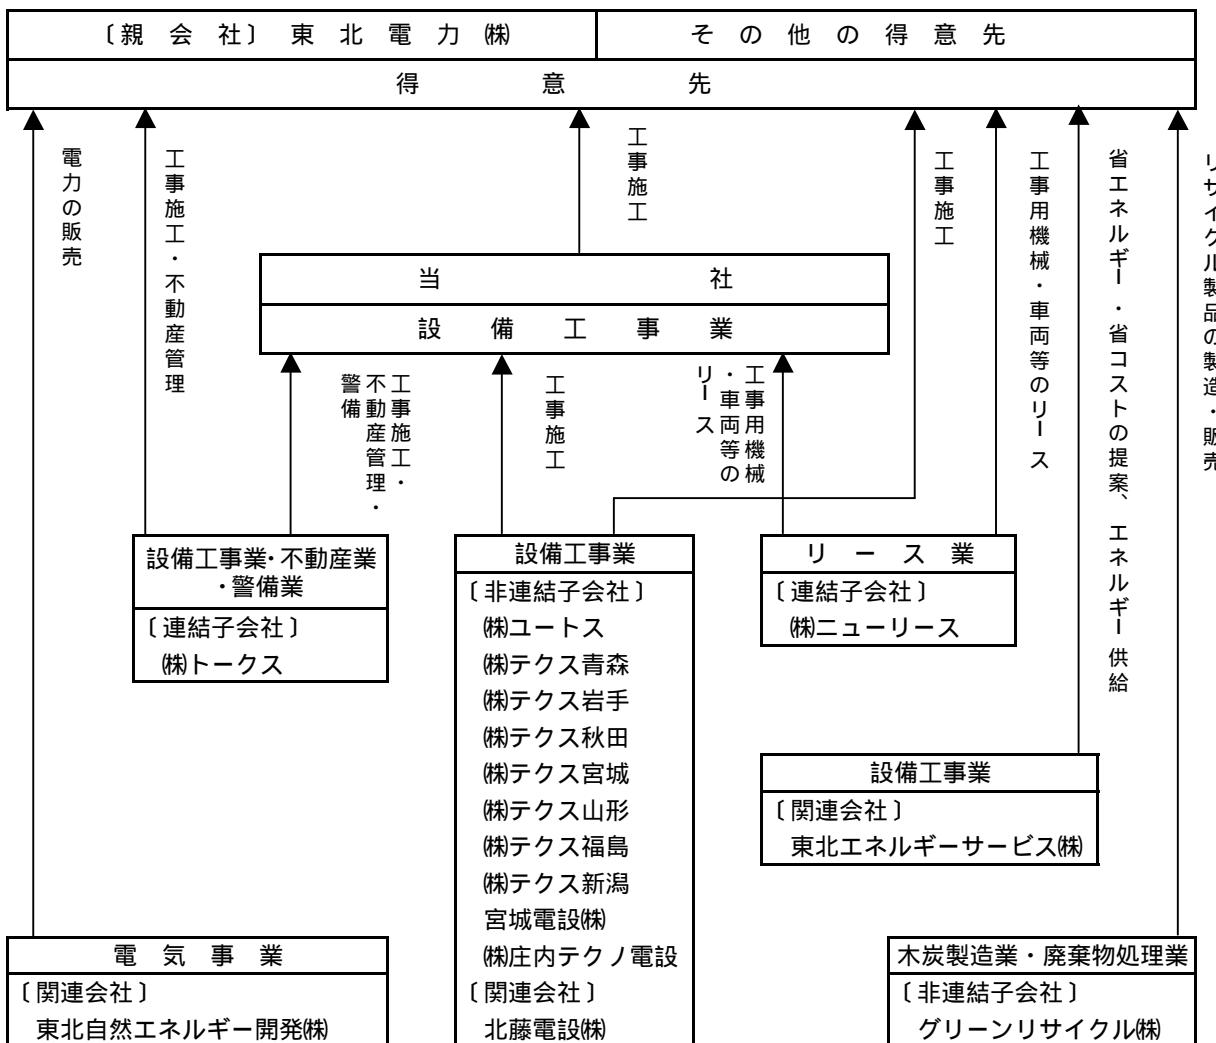 〔親会社〕東北電力㈱
その他の得意先
得意先
電力の販売
工事施工・不動産管理
工事施工
工事施工
工事用機械・車両等のリース
省エネルギー・省コストの提案、エネルギー供給
リサイクル製品の製造・販売
当社
設備工事業
工事施工・
不動産管理・
警備
工事施工
工事用機械
・車両等の
リース
設備工事業・不動産業
・警備業
〔連結子会社〕
㈱トークス
設備工事業
〔非連結子会社〕
㈱ユートス
㈱テクス青森
㈱テクス岩手
㈱テクス秋田
㈱テクス宮城
㈱テクス山形
㈱テクス福島
㈱テクス新潟
宮城電設㈱
㈱庄内テクノ電設
〔関連会社〕
北藤電設㈱
リース業
〔連結子会社〕
㈱ニューリース
設備工事業
〔関連会社〕
東北エネルギーサービス㈱
電気事業
〔関連会社〕
東北自然エネルギー開発㈱
木炭製造業・廃棄物処理業
〔非連結子会社〕
グリーンリサイクル㈱